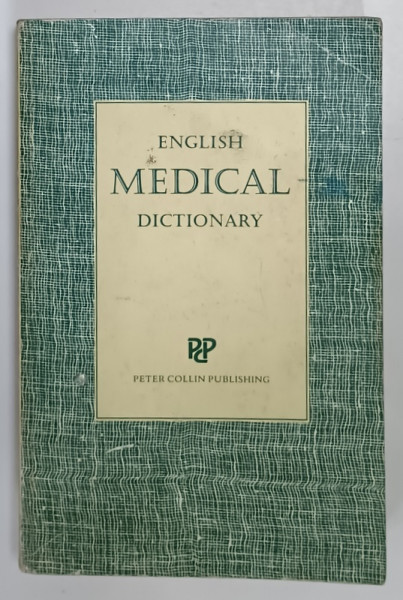 ENGLISH
MEDICAL
DICTIONARY
PCP
PETER COLLIN PUBLISHING